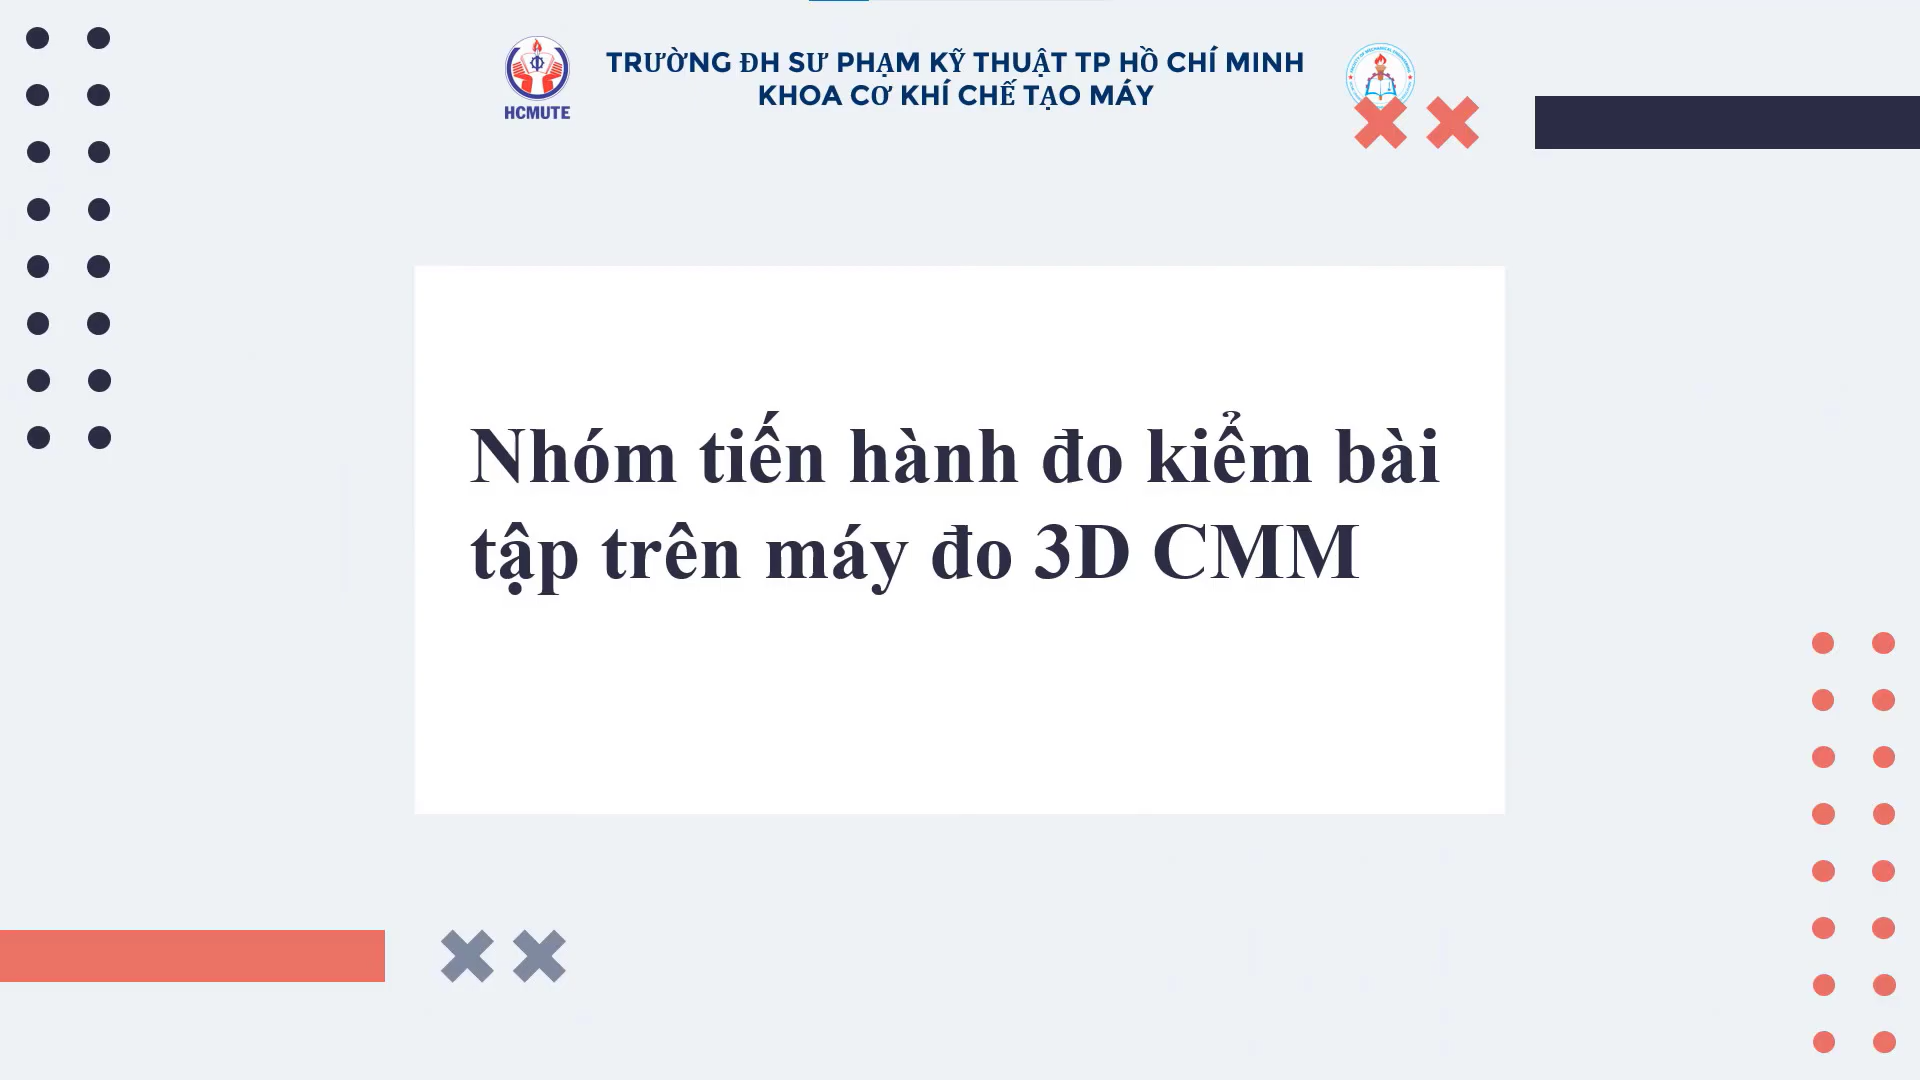 TRƯỜNG ĐH SƯ PHẠM KỸ THUẬT TP HỒ CHÍ MINH
KHOA CƠ KHÍ CHẾ TẠO MÁY
HCMUTE
Nhóm tiến hành đo kiểm bài
tập trên máy đo 3D CMM